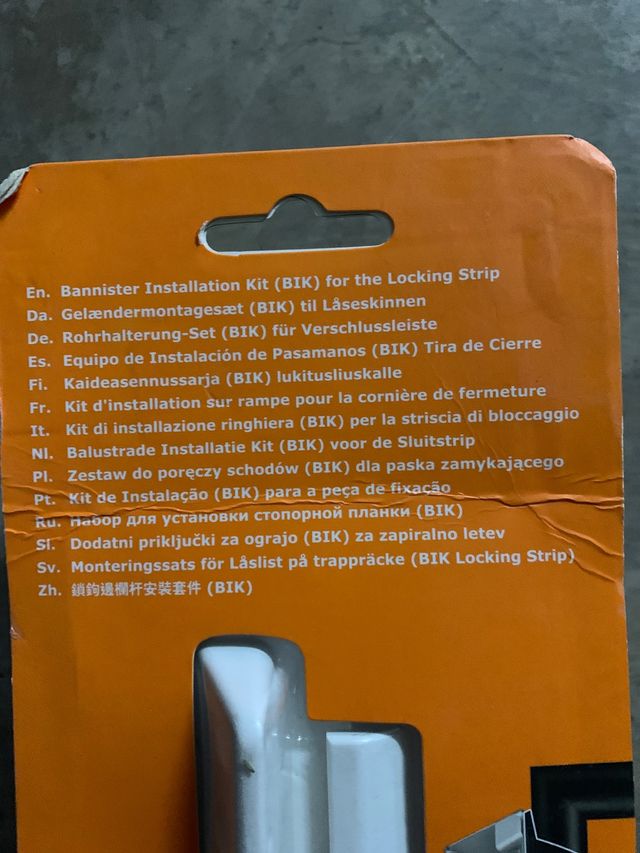 En. Bannister Installation Kit (BIK) for the Locking Strip
Da. Gelændermontagesæt (BIK) til Låseskinnen
De. Rohrhalterung-Set (BIK) für Verschlussleiste
Es. Equipo de Instalación de Pasamanos (BIK) Tira de Cierre
Fi. Kaideasennussarja (BIK) lukitusliuskalle
Fr. Kit d'installation sur rampe pour la cornière de fermeture
It. Kit di installazione ringhiera (BIK) per la striscia di bloccaggio
Nl. Balustrade Installatie Kit (BIK) voor de Sluitstrip
Pl. Zestaw do poręczy schodów (BIK) dla paska zamykającego
Pt. Kit de Instalação (BIK) para a peça de fixação
Ru. Набор для установки стопорной планки (BIK)
Si. Dodatni priključki za ograjo (BIK) za zapiralno letev
Sv. Monteringssats för Låslist på trappräcke (BIK Locking Strip)
Zh. 鎖鉤邊欄杆安裝套件 (BIK)